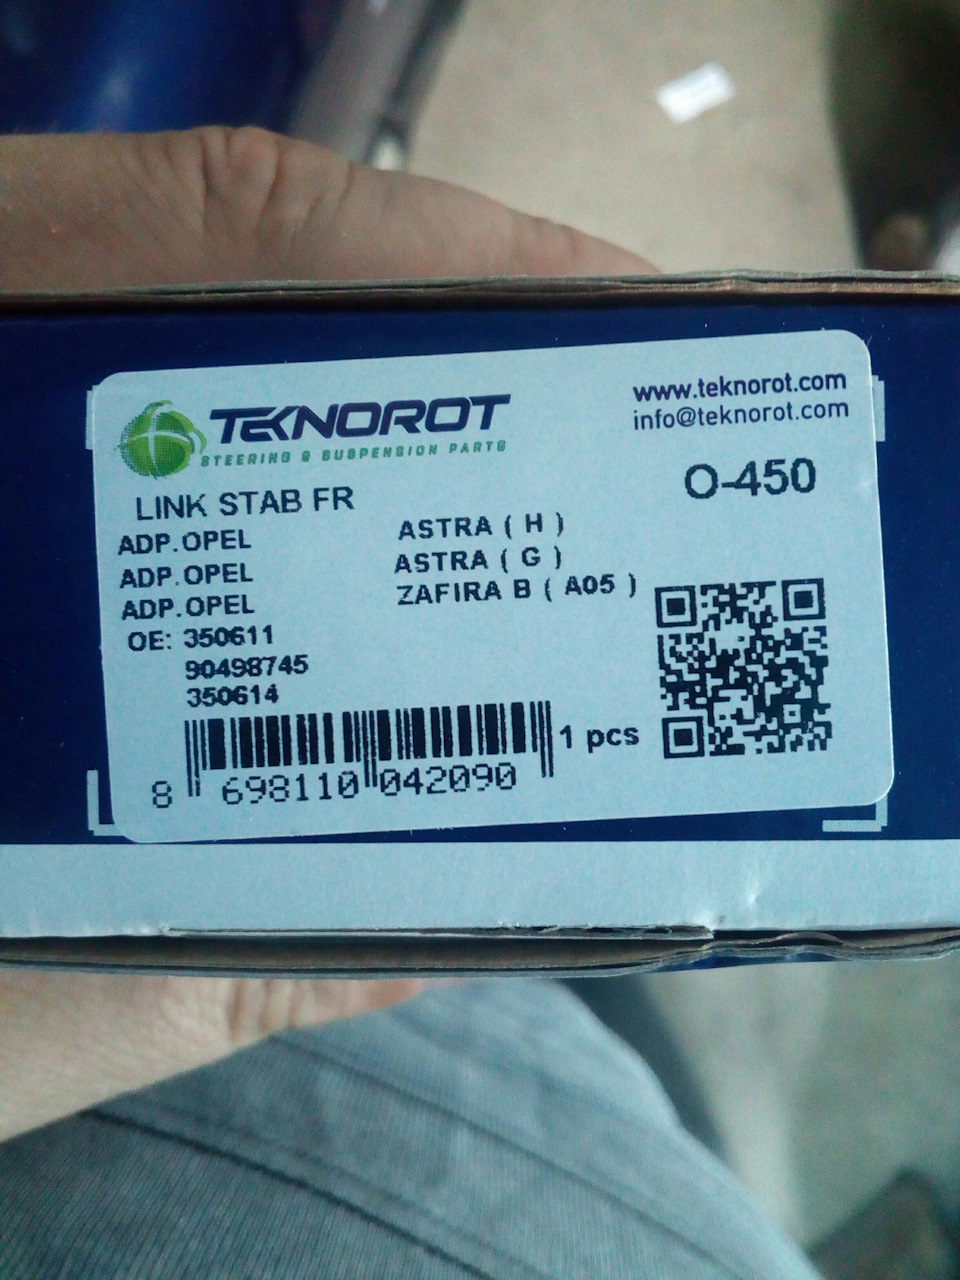 TEKNOROT
STEERING & SUSPENSION PARTS
www.teknorot.com
info@teknorot.com
O-450
LINK STAB FR
ADP.OPEL ASTRA ( H )
ADP.OPEL ASTRA ( G )
ADP.OPEL ZAFIRA B ( A05 )
OE: 350611
90498745
350614
1 pcs
8 698110 042090